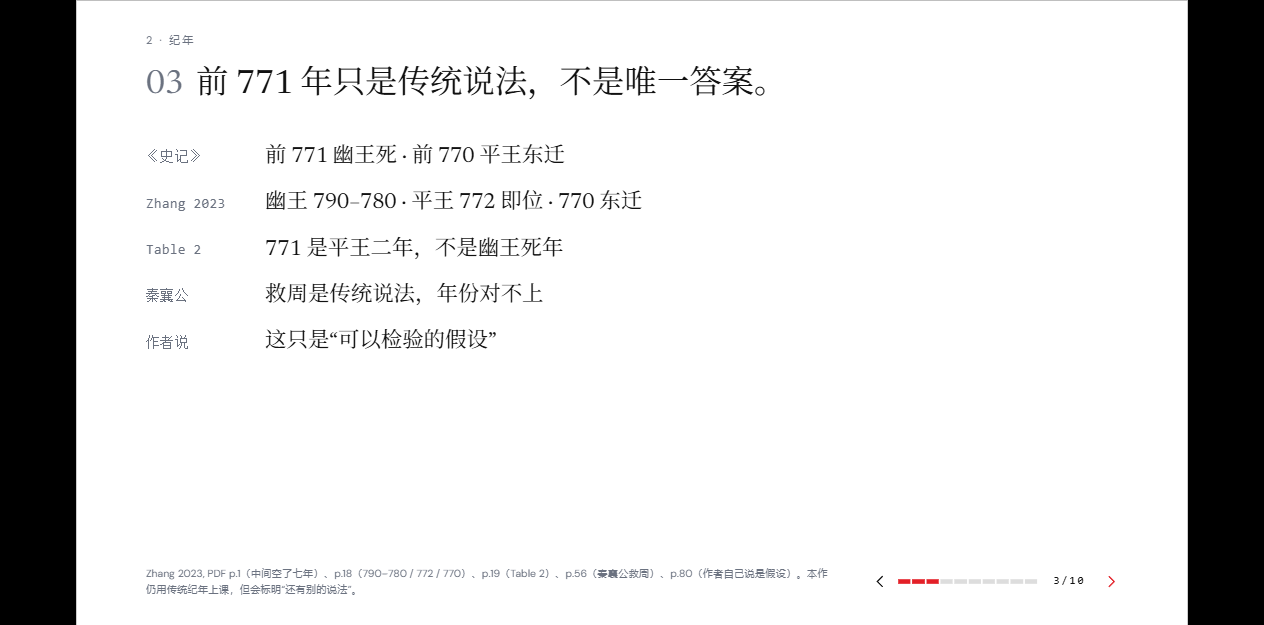 2 · 纪年
03 前 771 年只是传统说法，不是唯一答案。
《史记》 前 771 幽王死 · 前 770 平王东迁
Zhang 2023 幽王 790–780 · 平王 772 即位 · 770 东迁
Table 2 771 是平王二年，不是幽王死年
秦襄公 救周是传统说法，年份对不上
作者说 这只是“可以检验的假设”
Zhang 2023, PDF p.1（中间空了七年）、p.18（790–780 / 772 / 770）、p.19（Table 2）、p.56（秦襄公救周）、p.80（作者自己说是假设）。本作
仍用传统纪年上课，但会标明“还有别的说法”。
3/10